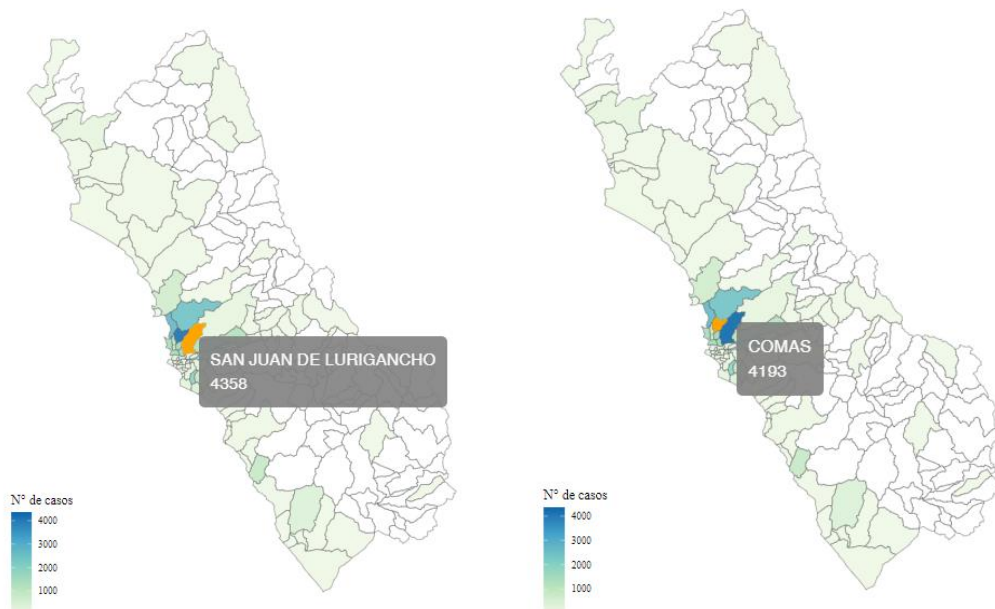 SAN JUAN DE LURIGANCHO
4358
N° de casos
4000
3000
2000
1000
COMAS
4193
N° de casos
4000
3000
2000
1000